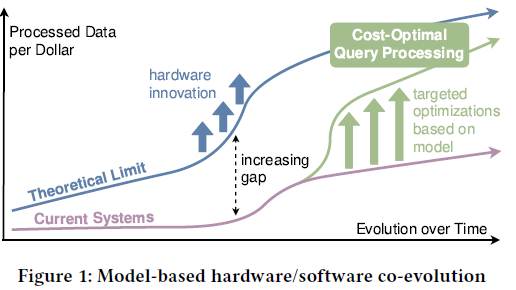 Processed Data
per Dollar
Cost-Optimal
Query Processing
hardware
innovation
targeted
optimizations
based on
model
increasing
gap
Theoretical Limit
Current Systems
Evolution over Time
Figure 1: Model-based hardware/software co-evolution